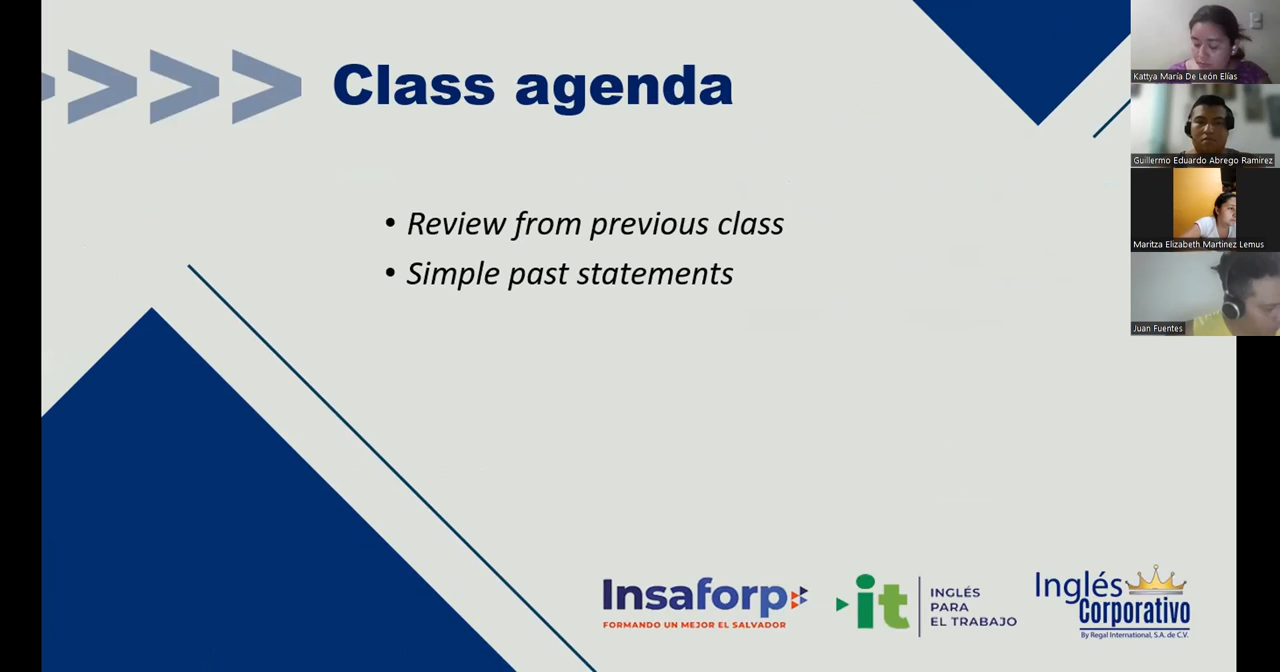 Class agenda
• Review from previous class
• Simple past statements
Kattya María De León Elías
Guillermo Eduardo Abrego Ramirez
Maritza Elizabeth Martinez Lemus
Juan Fuentes
Insaforp
FORMANDO UN MEJOR EL SALVADOR
it
INGLÉS
PARA
EL TRABAJO
Inglés
Corporativo
By Regal International, S.A. de C.V.